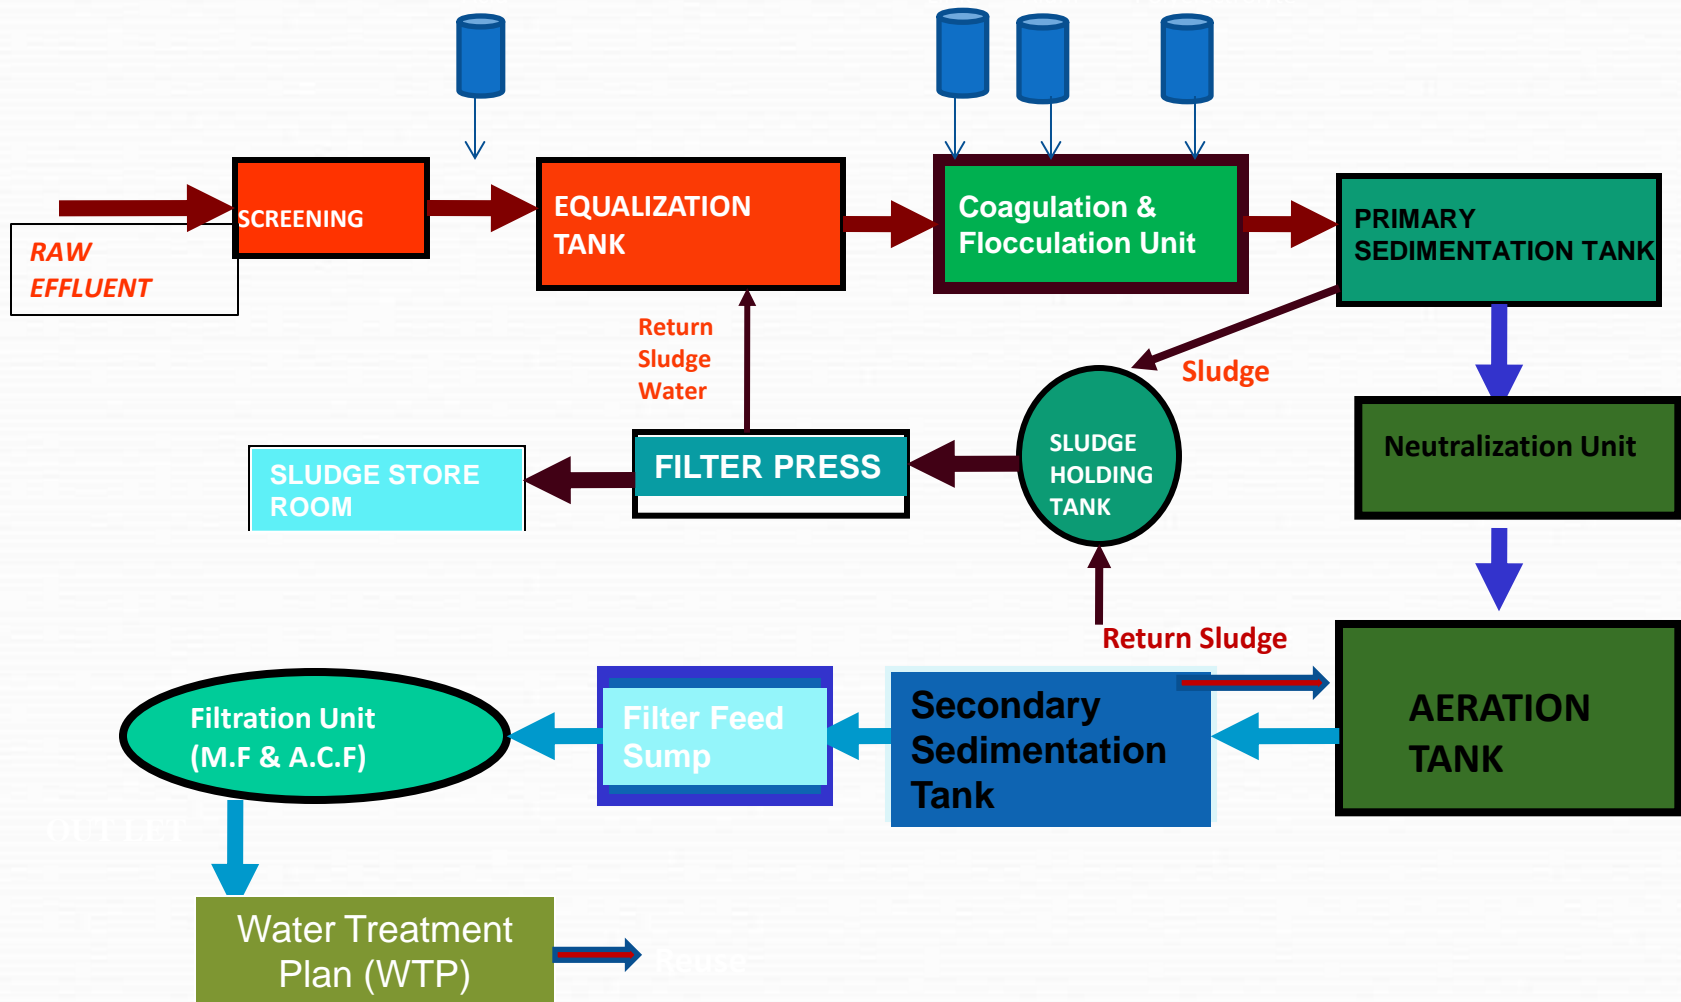 RAW
EFFLUENT
SCREENING
EQUALIZATION
TANK
Coagulation &
Flocculation Unit
PRIMARY
SEDIMENTATION TANK
Return
Sludge
Water
Sludge
SLUDGE STORE
ROOM
FILTER PRESS
SLUDGE
HOLDING
TANK
Neutralization Unit
Return Sludge
Filtration Unit
(M.F & A.C.F)
Filter Feed
Sump
Secondary
Sedimentation
Tank
AERATION
TANK
OUTLET
Water Treatment
Plan (WTP)
Reuse